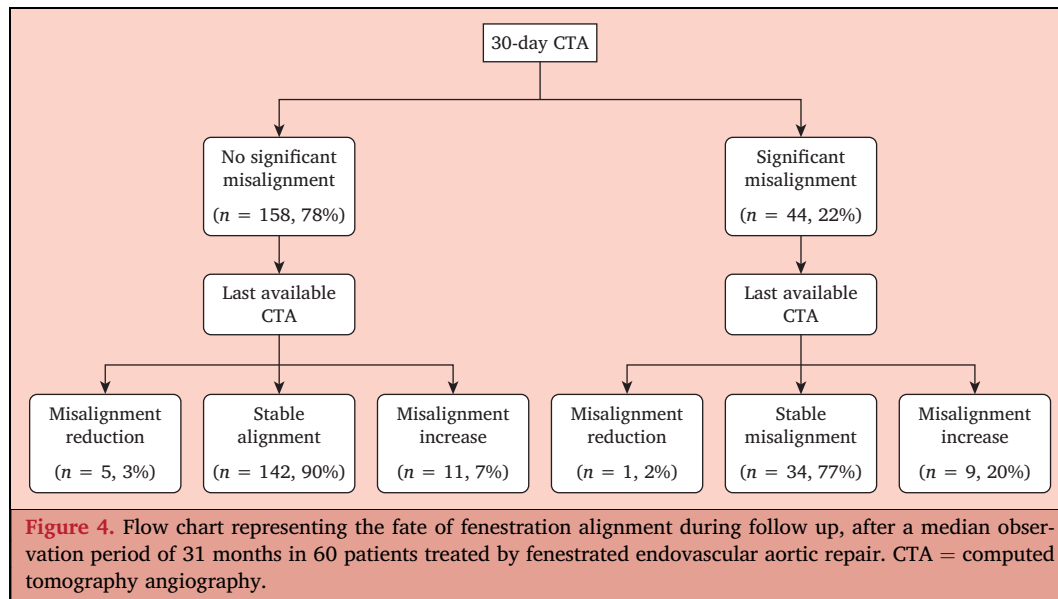 30-day CTA
No significant
misalignment
(n = 158, 78%)
Significant
misalignment
(n = 44, 22%)
Last available
CTA
Last available
CTA
Misalignment
reduction
(n = 5, 3%)
Stable
alignment
(n = 142, 90%)
Misalignment
increase
(n = 11, 7%)
Misalignment
reduction
(n = 1, 2%)
Stable
misalignment
(n = 34, 77%)
Misalignment
increase
(n = 9, 20%)
Figure 4. Flow chart representing the fate of fenestration alignment during follow up, after a median obser-
vation period of 31 months in 60 patients treated by fenestrated endovascular aortic repair. CTA = computed
tomography angiography.